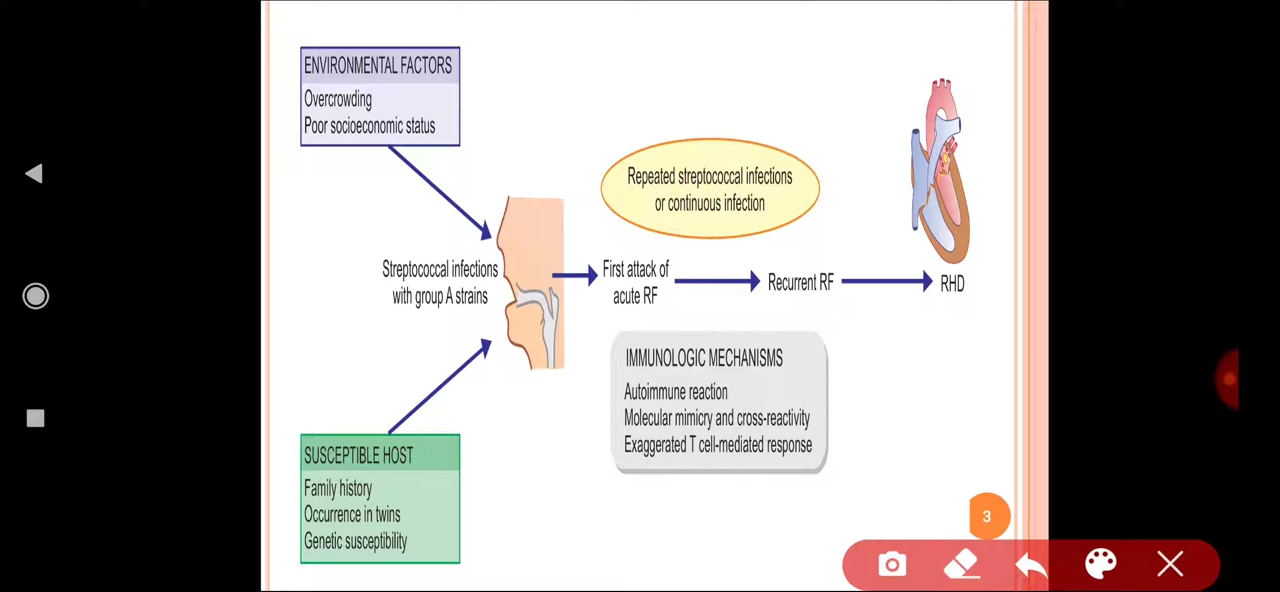 ENVIRONMENTAL FACTORS
Overcrowding
Poor socioeconomic status
Repeated streptococcal infections
or continuous infection
Streptococcal infections
with group A strains
First attack of
acute RF
Recurrent RF
RHD
IMMUNOLOGIC MECHANISMS
Autoimmune reaction
Molecular mimicry and cross-reactivity
Exaggerated T cell-mediated response
SUSCEPTIBLE HOST
Family history
Occurrence in twins
Genetic susceptibility
3